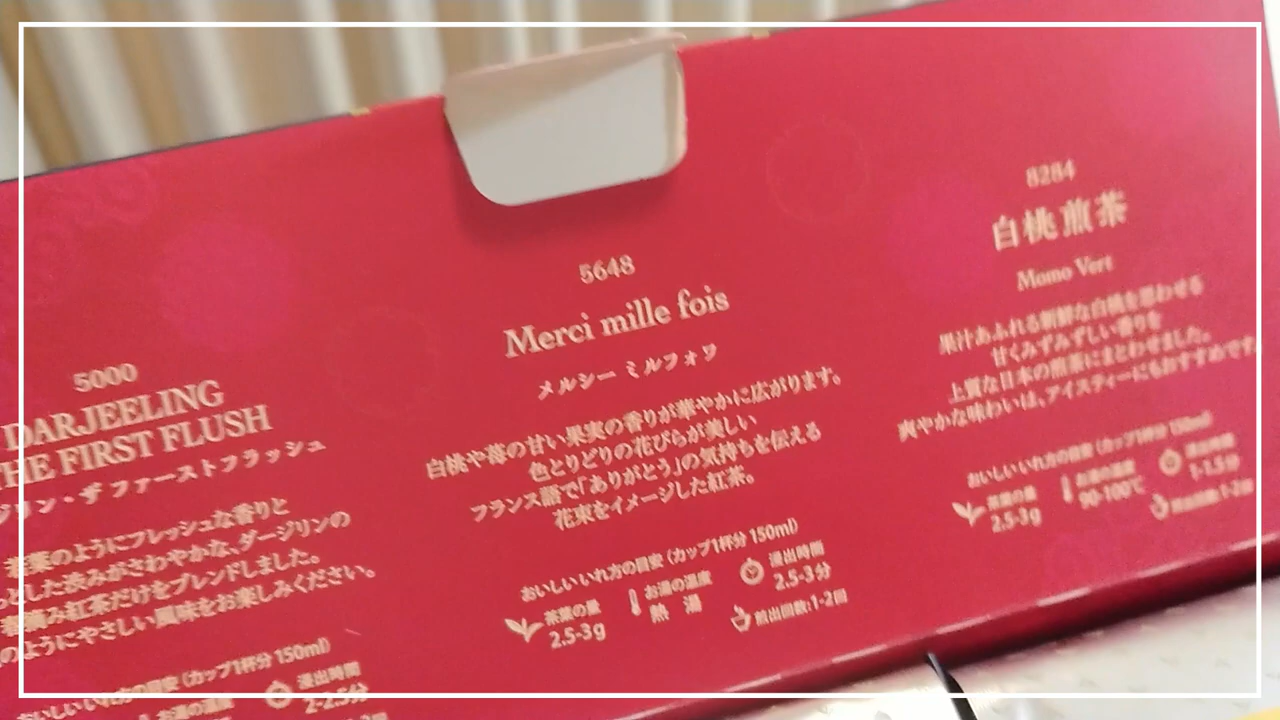 5000
DARJEELING
THE FIRST FLUSH
ジリン・ザ ファーストフラッシュ
若葉のようにフレッシュな香りと
とした渋みがさわやかな、ダージリンの
春摘み紅茶だけをブレンドしました。
のようにやさしい風味をお楽しみください。
おいしいいれ方の目安(カップ1杯分 150ml)
お湯の温度
浸出時間
2-2.5分
5648
Merci mille fois
メルシー ミルフォワ
白桃や苺の甘い果実の香りが華やかに広がります。
色とりどりの花びらが美しい
フランス語で「ありがとう」の気持ちを伝える
花束をイメージした紅茶。
おいしいいれ方の目安(カップ1杯分 150ml)
茶葉の量
2.5-3g
お湯の温度
熱 湯
浸出時間
2.5-3分
煎出回数:1-2回
8284
白桃煎茶
Momo Vert
果汁あふれる新鮮な白桃を思わせる
甘くみずみずしい香りを
上質な日本の煎茶にまとわせました。
爽やかな味わいは、アイスティーにもおすすめです。
おいしいいれ方の目安(カップ1杯分 150ml)
茶葉の量
2.5-3g
お湯の温度
90-100℃
浸出時間
1-1.5分
煎出回数:1-2回